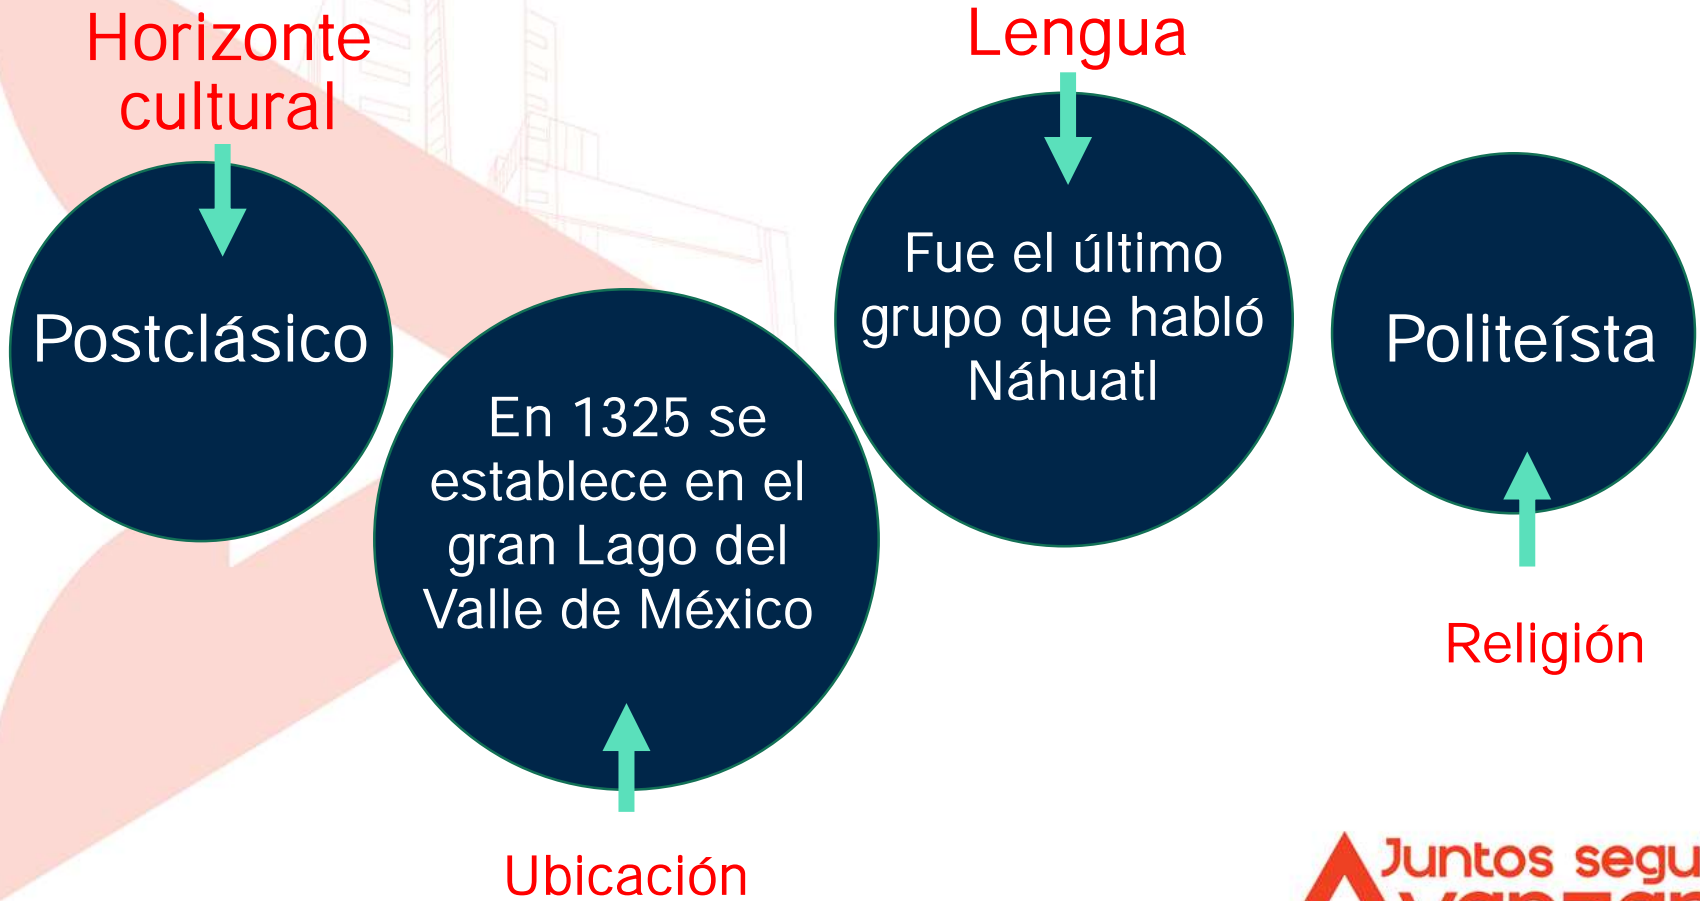 Horizonte
cultural
Postclásico
En 1325 se
establece en el
gran Lago del
Valle de México
Ubicación
Lengua
Fue el último
grupo que habló
Náhuatl
Politeísta
Religión
Juntos segu